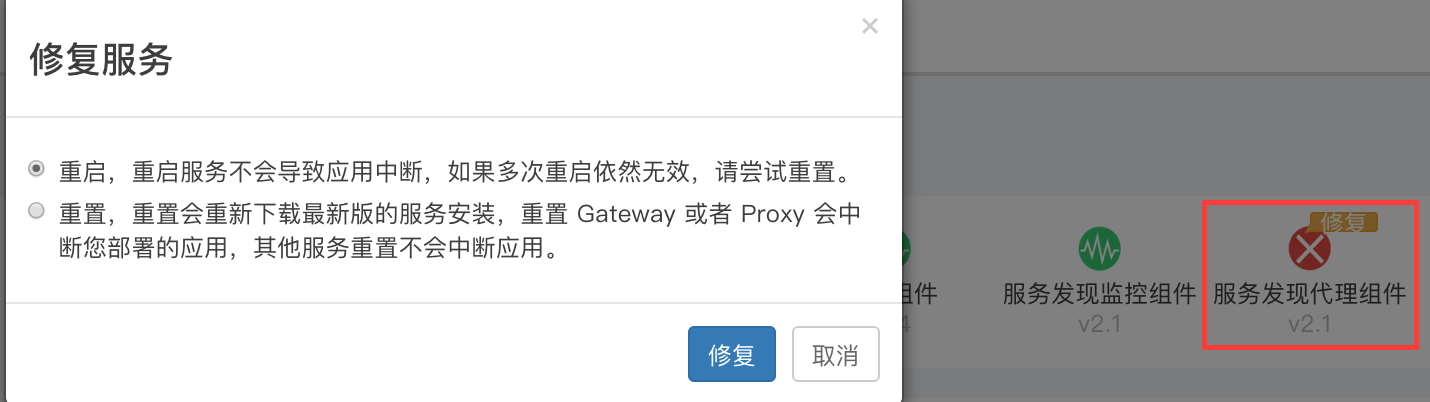 ×
修复服务
重启，重启服务不会导致应用中断，如果多次重启依然无效，请尝试重置。
重置，重置会重新下载最新版的服务安装，重置 Gateway 或者 Proxy 会中
断您部署的应用，其他服务重置不会中断应用。
修复
取消
组件
4
服务发现监控组件
v2.1
修复
服务发现代理组件
v2.1